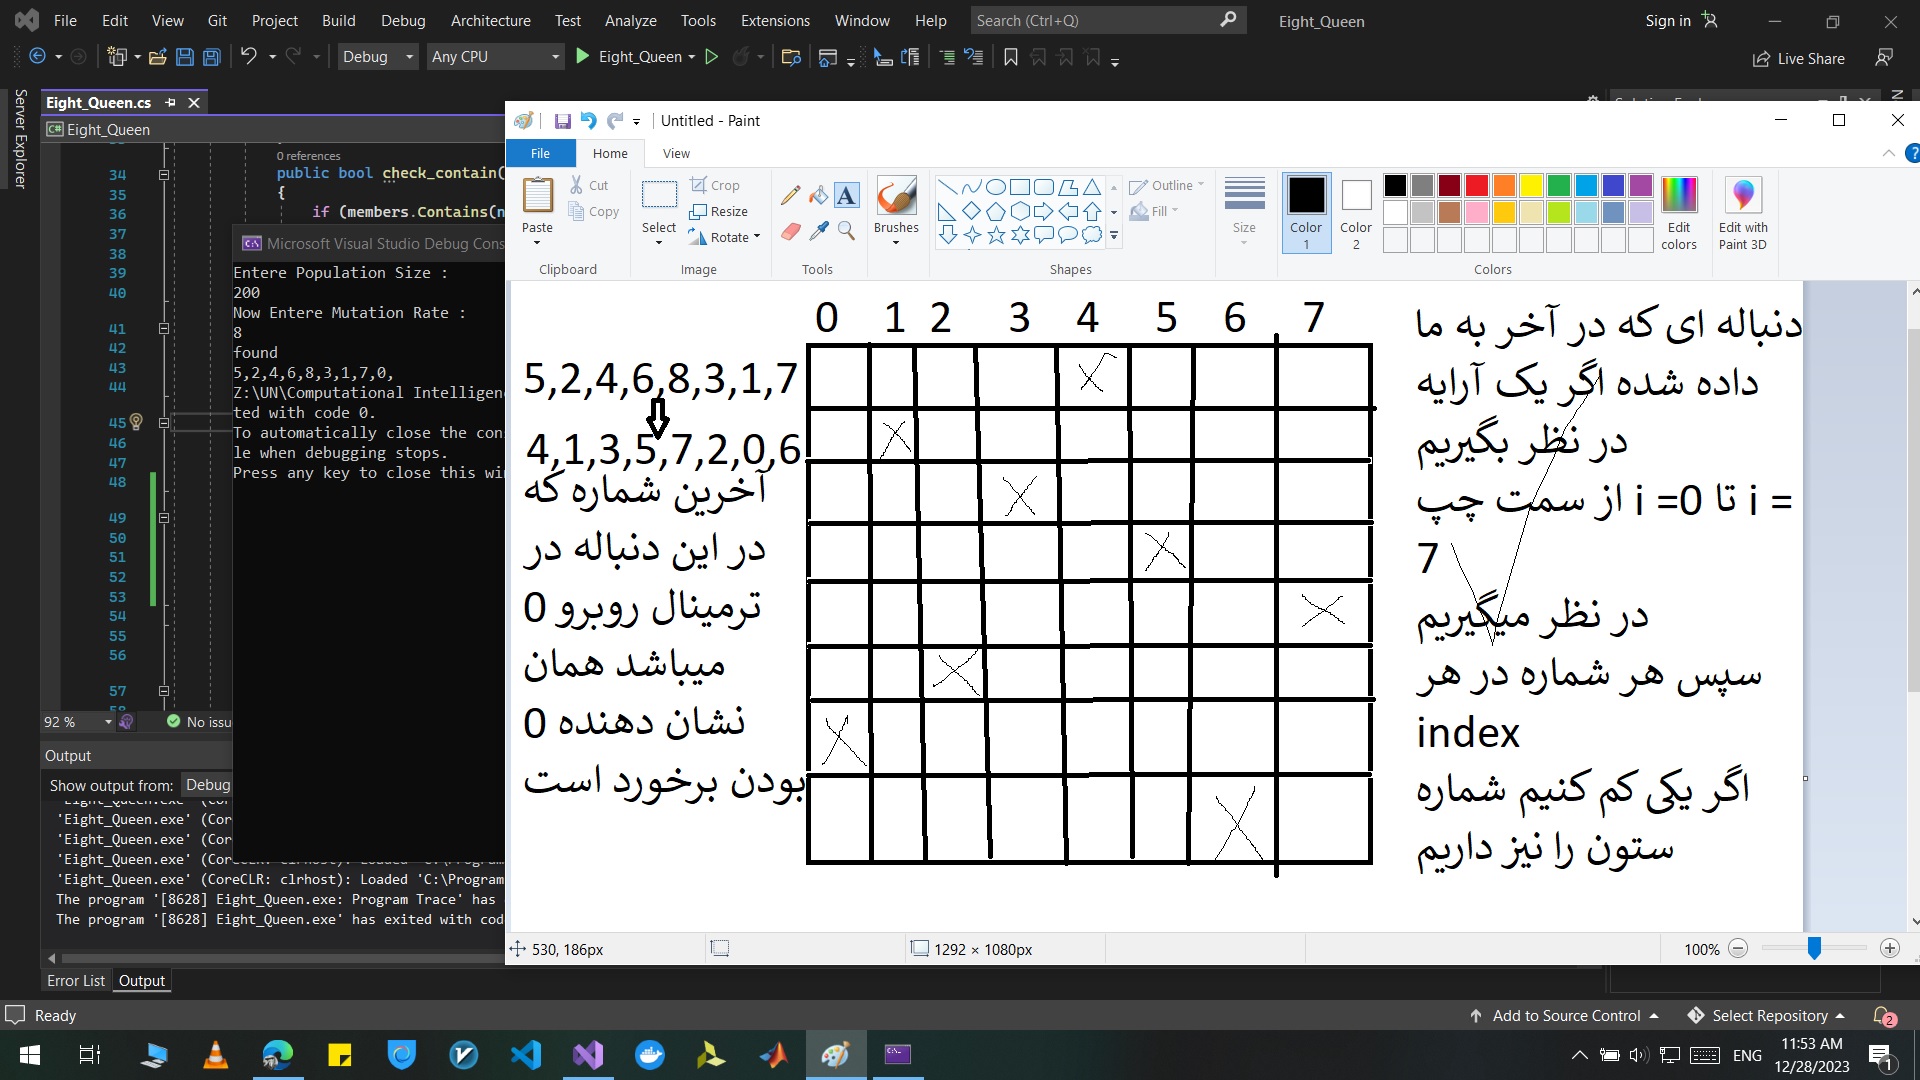 File Edit View Git Project Build Debug Architecture Test Analyze Tools Extensions Window Help Search (Ctrl+Q) Eight_Queen Sign in
Debug Any CPU Eight_Queen Live Share
Server Explorer
Eight_Queen.cs
Eight_Queen
0 references
34 public bool check_contain(
35 {
36 if (members.Contains(n
37
38
39
40
41
42
43
44
45
46
47
48
49
50
51
52
53
54
55
56
57
92 % No issu
Microsoft Visual Studio Debug Cons
Entere Population Size :
200
Now Entere Mutation Rate :
8
found
5,2,4,6,8,3,1,7,0,
Z:\UN\Computational Intelligen
ted with code 0.
To automatically close the con
le when debugging stops.
Press any key to close this wi
Output
Show output from: Debug
'Eight_Queen.exe' (Cor
'Eight_Queen.exe' (Cor
'Eight_Queen.exe' (CoreCLR: clrhost): Loaded 'C:\Program
'Eight_Queen.exe' (CoreCLR: clrhost): Loaded 'C:\Program
The program '[8628] Eight_Queen.exe: Program Trace' has
The program '[8628] Eight_Queen.exe' has exited with cod
Error List Output
Untitled - Paint
File Home View
Paste Cut Copy
Clipboard
Select Crop Resize Rotate
Image
A
Tools
Brushes
Shapes
Outline Fill
Size
Color 1
Color 2
Edit colors
Colors
Edit with Paint 3D
0 1 2 3 4 5 6 7
5,2,4,6,8,3,1,7
4,1,3,5,7,2,0,6
آخرین شماره که
در این دنباله در
ترمینال روبرو 0
میباشد همان
نشان دهنده 0
بودن برخورد است
دنباله ای که در آخر به ما
داده شده اگر یک آرایه
در نظر بگیریم
از سمت چپ i =0 تا i =
7
در نظر میگیریم
سپس هر شماره در هر
index
اگر یکی کم کنیم شماره
ستون را نیز داریم
530, 186px 1292 × 1080px 100%
Ready Add to Source Control Select Repository 2
ENG 11:53 AM
12/28/2023
1